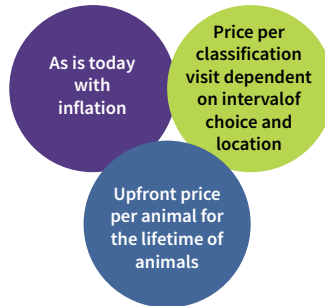 As is today
with
inflation
Price per
classification
visit dependent
on intervalof
choice and
location
Upfront price
per animal for
the lifetime of
animals